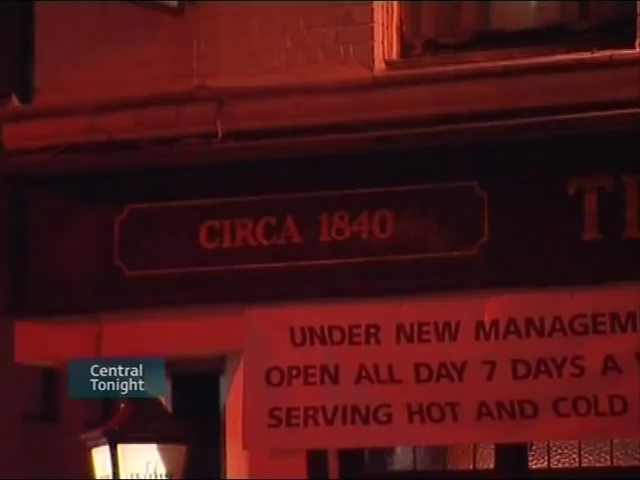 CIRCA 1840
UNDER NEW MANAGEM
OPEN ALL DAY 7 DAYS A
SERVING HOT AND COLD
Central
Tonight